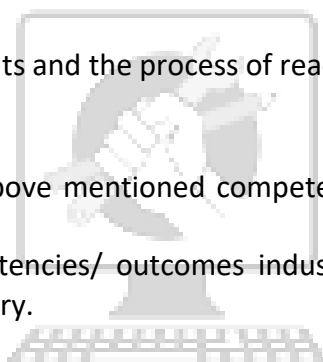 ts and the process of rea
ove mentioned compete
tencies/ outcomes indus
ry.